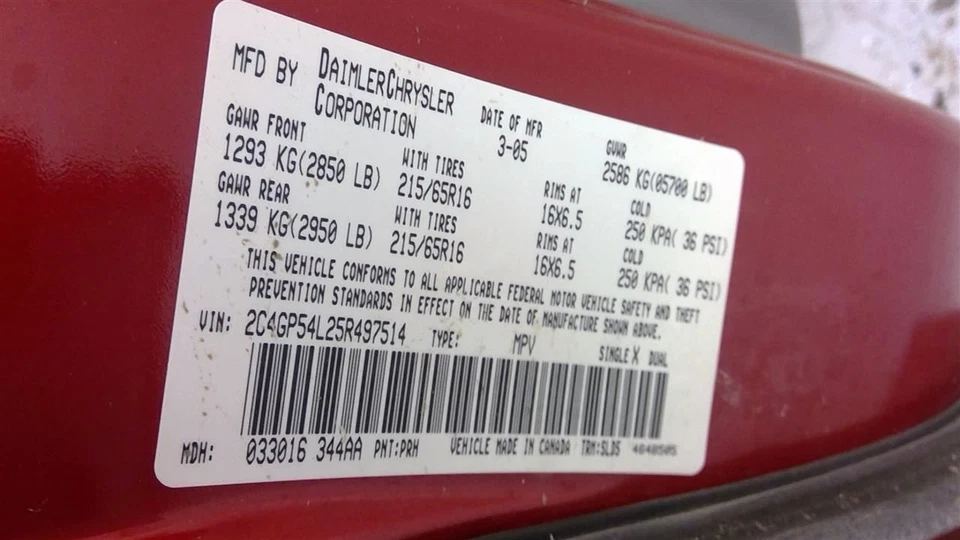 MFD BY DAIMLERCHRYSLER CORPORATION
DATE OF MFR 3-05
GVWR 2586 KG(05700 LB)
GAWR FRONT
1293 KG(2850 LB) WITH TIRES 215/65R16 RIMS AT 16X6.5 COLD 250 KPA( 36 PSI)
GAWR REAR
1339 KG(2950 LB) WITH TIRES 215/65R16 RIMS AT 16X6.5 COLD 250 KPA( 36 PSI)
THIS VEHICLE CONFORMS TO ALL APPLICABLE FEDERAL MOTOR VEHICLE SAFETY AND THEFT
PREVENTION STANDARDS IN EFFECT ON THE DATE OF MANUFACTURE SHOWN ABOVE.
VIN: 2C4GP54L25R497514 TYPE: MPV SINGLE X DUAL
MDH: 033016 344AA PNT:PRH VEHICLE MADE IN CANADA TRM:SLD5 4648505